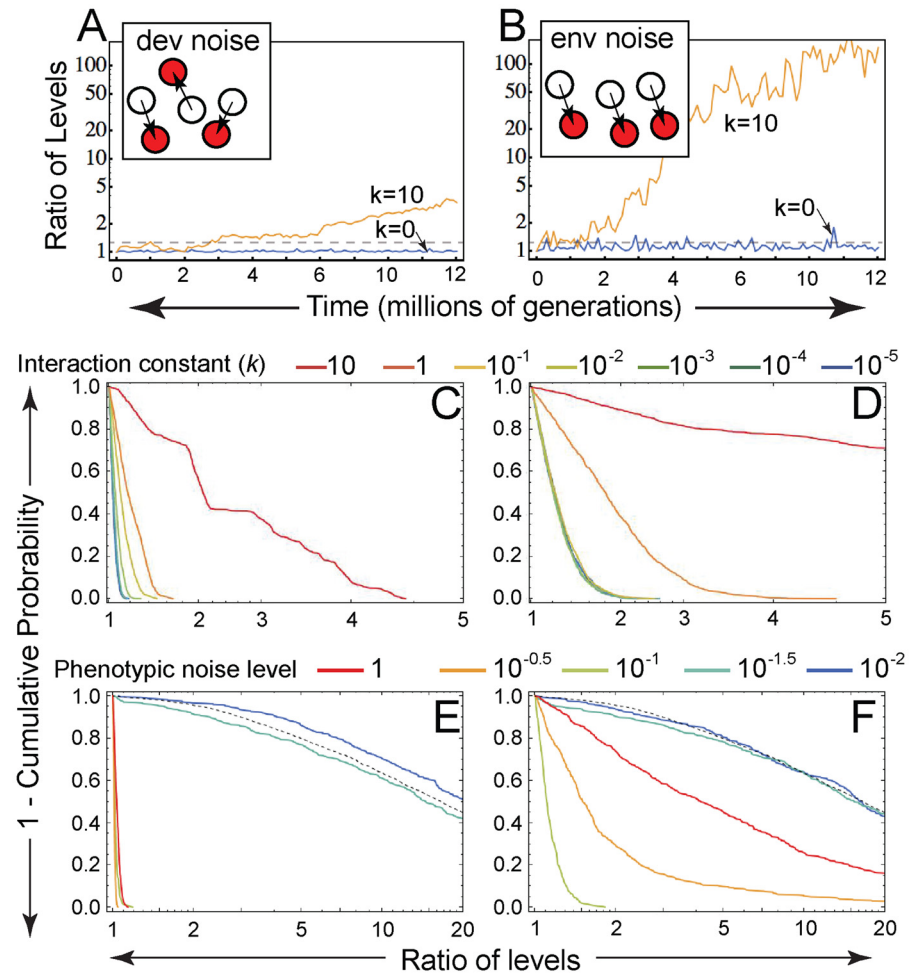 A
dev noise
B
env noise
Ratio of Levels
100
50
20
10
5
2
1
k=10
k=0
0 2 4 6 6 10 12
100
50
20
10
5
2
1
k=10
k=0
0 2 4 6 8 10 12
Time (millions of generations)
Interaction constant (k) 10 1 10-1 10-2 10-3 10-4 10-5
1 - Cumulative Probrability
1.0
0.8
0.6
0.4
0.2
0.0
C
1 2 3 4 5
1.0
0.8
0.6
0.4
0.2
0.0
D
1 2 3 4 5
Phenotypic noise level 1 10-0.5 10-1 10-1.5 10-2
1.0
0.8
0.6
0.4
0.2
0.0
E
1 2 5 10 20
1.0
0.8
0.6
0.4
0.2
0.0
F
1 2 5 10 20
Ratio of levels